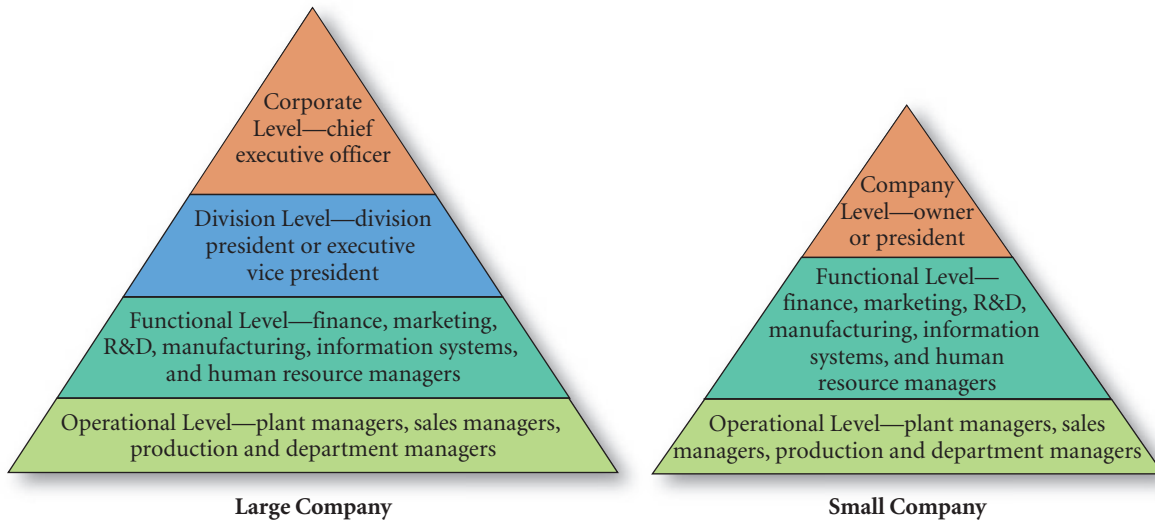 Corporate
Level—chief
executive officer
Division Level—division
president or executive
vice president
Functional Level—finance, marketing,
R&D, manufacturing, information systems,
and human resource managers
Operational Level—plant managers, sales managers,
production and department managers
Large Company
Company
Level—owner
or president
Functional Level—
finance, marketing, R&D,
manufacturing, information
systems, and human
resource managers
Operational Level—plant managers, sales
managers, production and department managers
Small Company